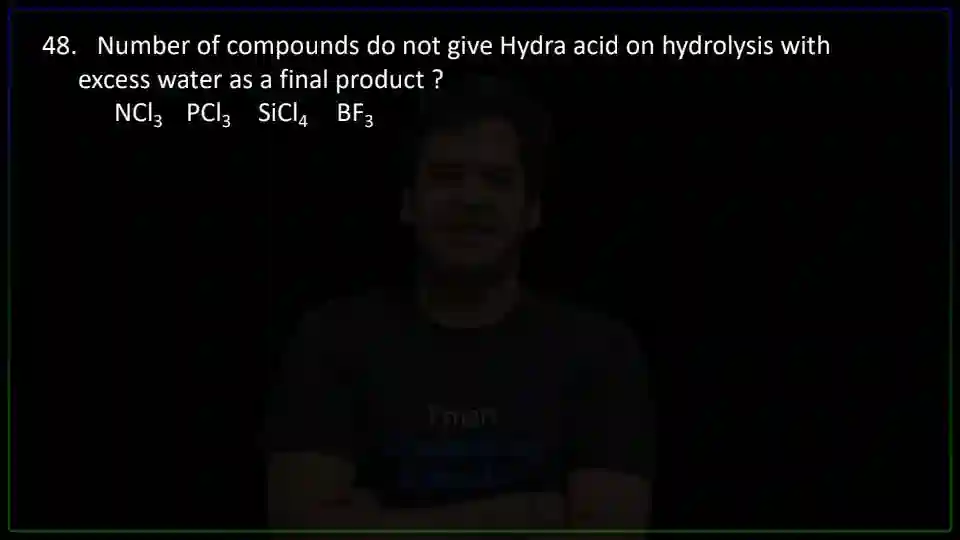 48. Number of compounds do not give Hydra acid on hydrolysis with
excess water as a final product ?
NCl₃ PCl₃ SiCl₄ BF₃